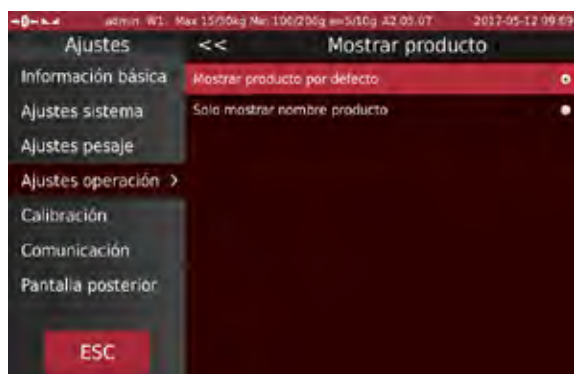 admin W1 Max 15/30kg Min 100/200g e=5/10g A2.05.07 2017-05-12
Ajustes
<< Mostrar producto
Información básica
Mostrar producto por defecto
Ajustes sistema
Solo mostrar nombre producto
Ajustes pesaje
Ajustes operación >
Calibración
Comunicación
Pantalla posterior
ESC